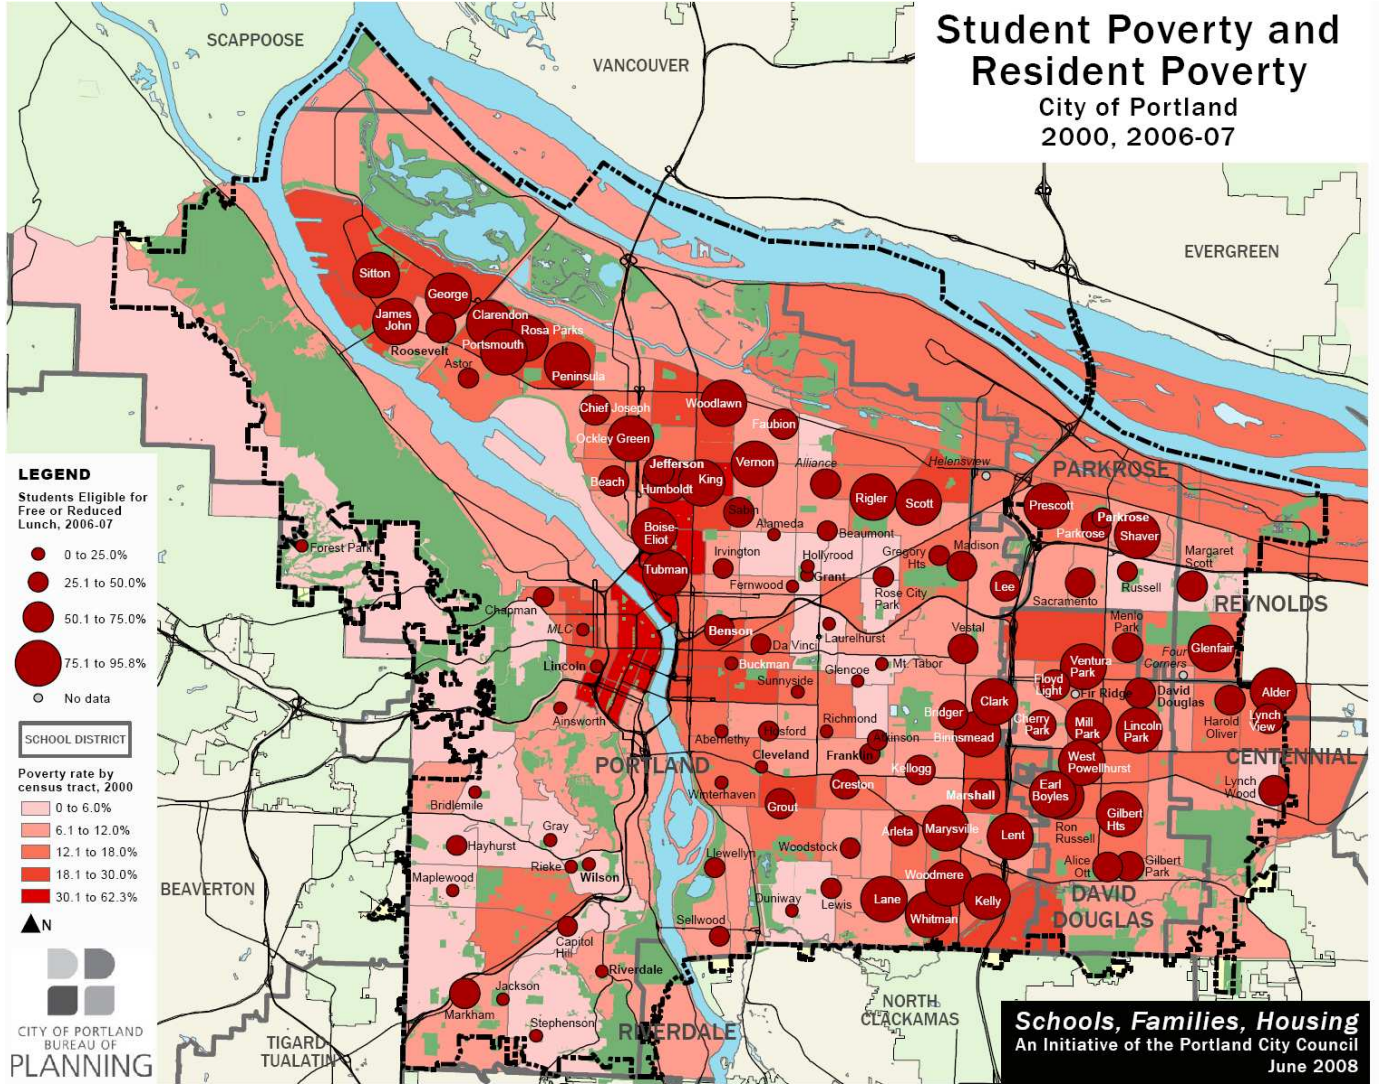 Student Poverty and
Resident Poverty
City of Portland
2000, 2006-07
SCAPPOOSE
VANCOUVER
EVERGREEN
Sitton
George
James
John
Clarendon
Rosa Parks
Portsmouth
Roosevelt
Astor
Peninsula
Chief Joseph
Woodlawn
Faubion
Ockley Green
Jefferson
Vernon
Alliance
Helensview
PARKROSE
Beach
Humboldt
King
Rigler
Scott
Prescott
Sabin
Parkrose
Parkrose
Shaver
Boise-
Eliot
Alameda
Beaumont
Irvington
Hollyrood
Gregory
Hts
Madison
Margaret
Scott
Forest Park
Tubman
Fernwood
Grant
Rose City
Park
Lee
Sacramento
Russell
REYNOLDS
Chapman
MLC
Benson
Da Vinci
Laurelhurst
Vestal
Menlo
Park
Glenfair
Four
Corners
Lincoln
Buckman
Sunnyside
Glencoe
Mt. Tabor
Ventura
Park
Floyd
Light
Fir Ridge
David
Douglas
Alder
Ainsworth
Clark
Bridger
Binnsmead
Cherry
Park
Mill
Park
Lincoln
Park
Harold
Oliver
Lynch
View
Abernethy
Hosford
Richmond
Atkinson
Cleveland
Franklin
Kellogg
West
Powellhurst
CENTENNIAL
PORTLAND
Bridlemile
Winterhaven
Creston
Grout
Marshall
Earl
Boyles
Lynch
Wood
Gilbert
Hts
Ron
Russell
Hayhurst
Gray
Rieke
Wilson
Maplewood
Llewellyn
Woodstock
Arleta
Marysville
Lent
Alice
Ott
Gilbert
Park
BEAVERTON
Woodmere
Duniway
Lewis
Lane
Whitman
Kelly
DAVID
DOUGLAS
Capitol
Hill
Sellwood
Riverdale
Jackson
Markham
Stephenson
RIVERDALE
NORTH
CLACKAMAS
TIGARD-
TUALATIN
LEGEND
Students Eligible for
Free or Reduced
Lunch, 2006-07
0 to 25.0%
25.1 to 50.0%
50.1 to 75.0%
75.1 to 95.8%
No data
SCHOOL DISTRICT
Poverty rate by
census tract, 2000
0 to 6.0%
6.1 to 12.0%
12.1 to 18.0%
18.1 to 30.0%
30.1 to 62.3%
N
CITY OF PORTLAND
BUREAU OF
PLANNING
Schools, Families, Housing
An Initiative of the Portland City Council
June 2008